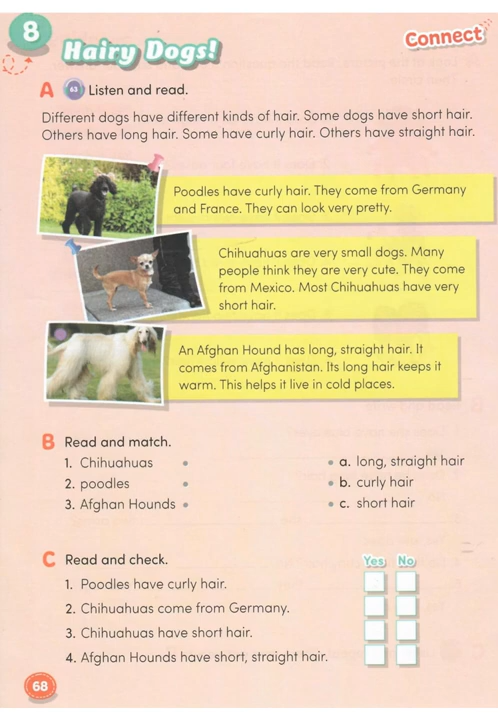 8
Hairy Dogs!
Connect
A 63 Listen and read.
Different dogs have different kinds of hair. Some dogs have short hair.
Others have long hair. Some have curly hair. Others have straight hair.
Poodles have curly hair. They come from Germany
and France. They can look very pretty.
Chihuahuas are very small dogs. Many
people think they are very cute. They come
from Mexico. Most Chihuahuas have very
short hair.
An Afghan Hound has long, straight hair. It
comes from Afghanistan. Its long hair keeps it
warm. This helps it live in cold places.
B Read and match.
1. Chihuahuas
a. long, straight hair
2. poodles
b. curly hair
3. Afghan Hounds
c. short hair
C Read and check.
Yes No
1. Poodles have curly hair.
2. Chihuahuas come from Germany.
3. Chihuahuas have short hair.
4. Afghan Hounds have short, straight hair.
68